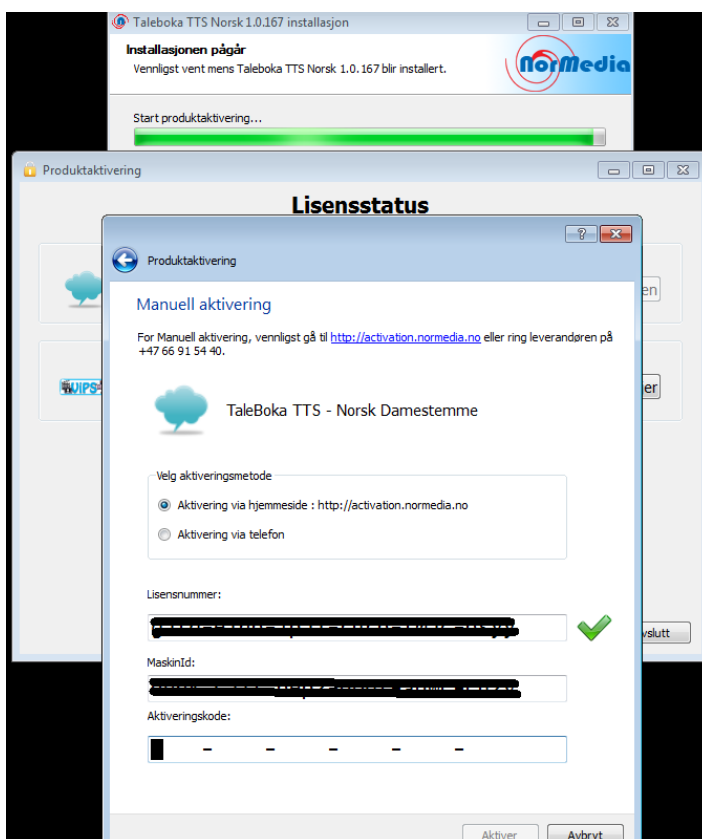 Taleboka TTS Norsk 1.0.167 installasjon
Installasjonen pågår
Vennligst vent mens Taleboka TTS Norsk 1.0.167 blir installert.
NorMedia
Start produktaktivering...
Produktaktivering
Lisensstatus
Produktaktivering
Manuell aktivering
For Manuell aktivering, vennligst gå til http://activation.normedia.no eller ring leverandøren på
+47 66 91 54 40.
TaleBoka TTS - Norsk Damestemme
Velg aktiveringsmetode
Aktivering via hjemmeside : http://activation.normedia.no
Aktivering via telefon
Lisensnummer:
MaskinId:
Aktiveringskode:
- - - - -
Aktiver Avbryt